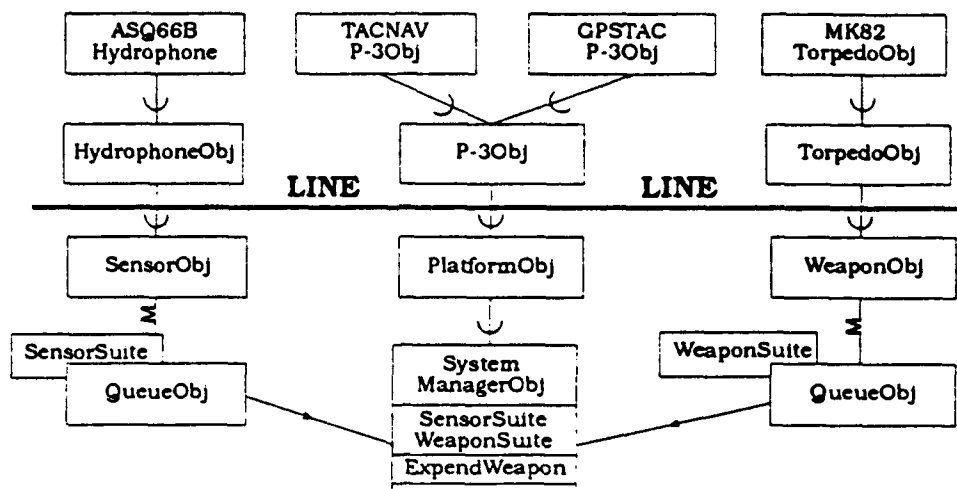 ASQ66B
Hydrophone
TACNAV
P-3Obj
GPSTAC
P-3Obj
MK82
TorpedoObj
HydrophoneObj
P-3Obj
TorpedoObj
LINE
LINE
SensorObj
PlatformObj
WeaponObj
M
M
SensorSuite
QueueObj
System
ManagerObj
WeaponSuite
QueueObj
SensorSuite
WeaponSuite
ExpendWeapon